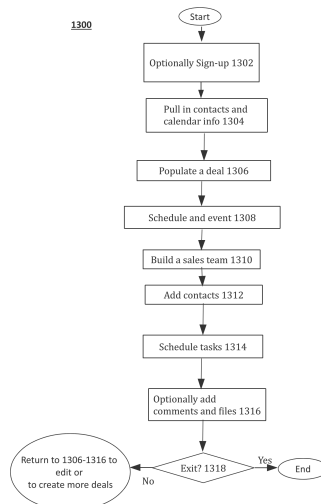 1300
Start
Optionally Sign-up 1302
Pull in contacts and
calendar info 1304
Populate a deal 1306
Schedule and event 1308
Build a sales team 1310
Add contacts 1312
Schedule tasks 1314
Optionally add
comments and files 1316
Exit? 1318
Yes
End
No
Return to 1306-1316 to
edit or
to create more deals